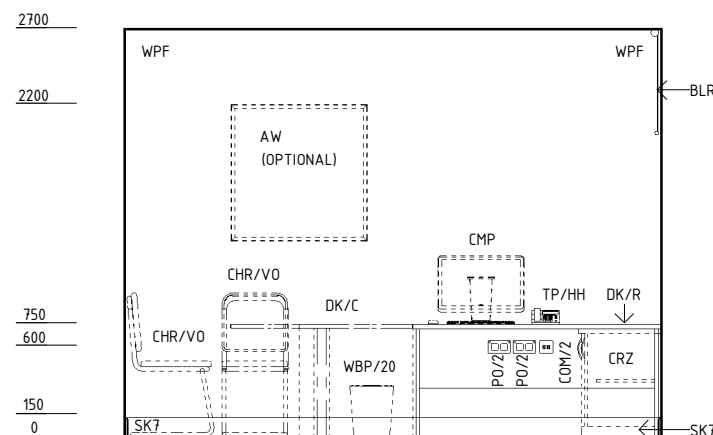 2700
WPF
WPF
BLR
2200
AW
(OPTIONAL)
CMP
CHR/VO
TP/HH
DK/R
DK/C
750
CHR/VO
600
PO/2
PO/2
COM/2
CRZ
WBP/20
150
SK7
0
SK7